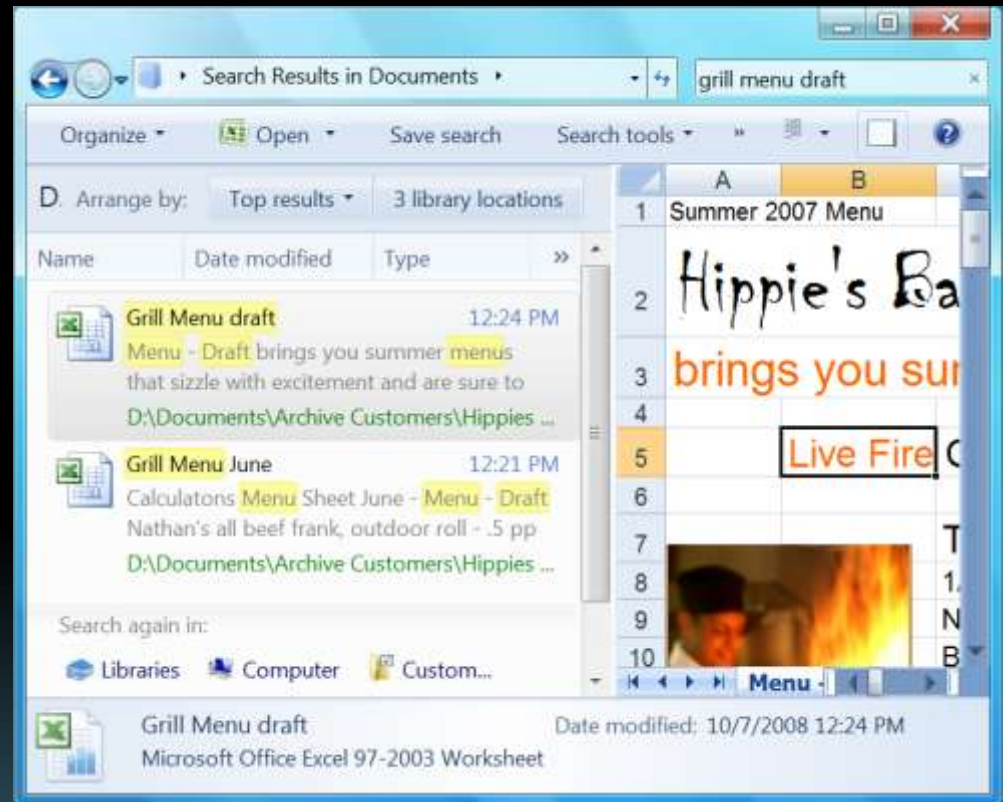 Search Results in Documents
grill menu draft
Organize Open Save search Search tools »
D. Arrange by: Top results 3 library locations
Name Date modified Type »
Grill Menu draft 12:24 PM
Menu - Draft brings you summer menus
that sizzle with excitement and are sure to
D:\Documents\Archive Customers\Hippies ...
Grill Menu June 12:21 PM
Calculatons Menu Sheet June - Menu - Draft
Nathan's all beef frank, outdoor roll - .5 pp
D:\Documents\Archive Customers\Hippies ...
Search again in:
Libraries Computer Custom...
A B
1 Summer 2007 Menu
2 Hippie's Ba
3 brings you sur
4
5 Live Fire
6
7 T
8 1.
9 N
10 B
Menu -
Grill Menu draft Date modified: 10/7/2008 12:24 PM
Microsoft Office Excel 97-2003 Worksheet